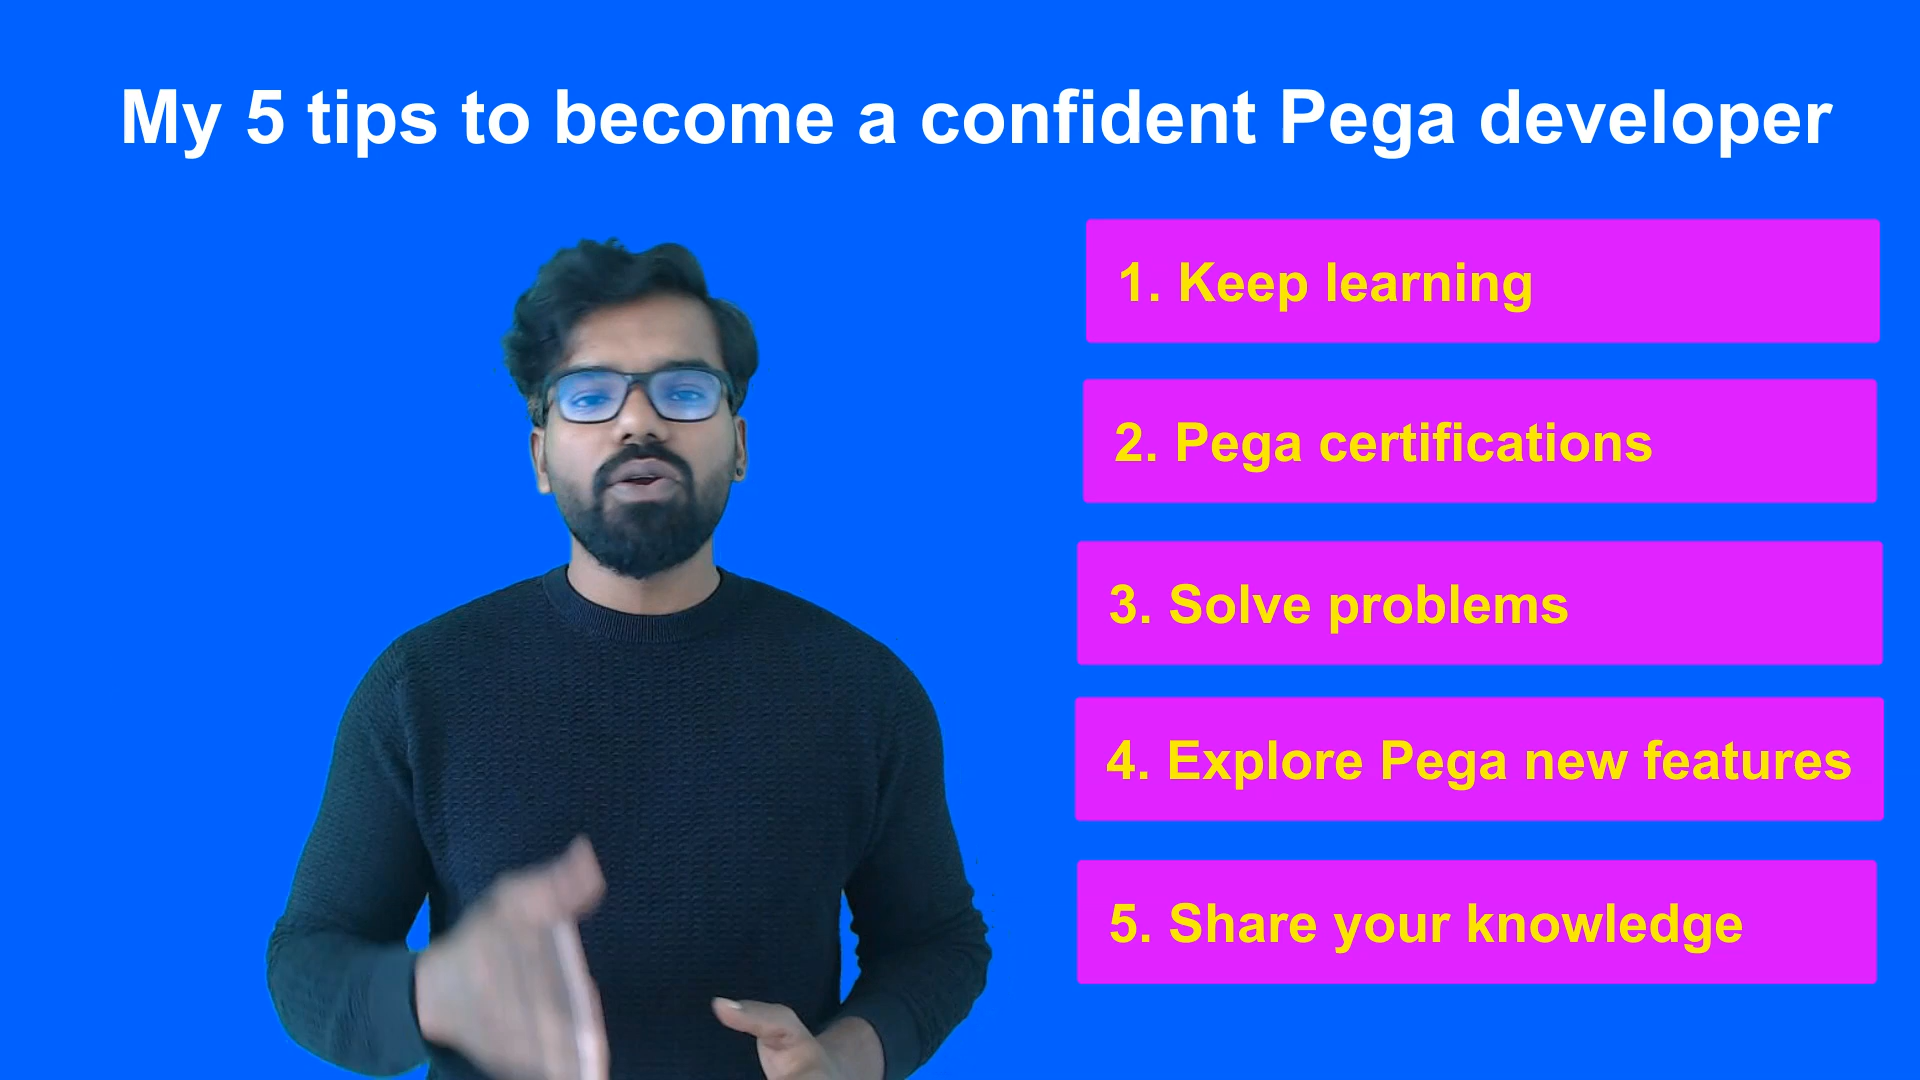 My 5 tips to become a confident Pega developer
1. Keep learning
2. Pega certifications
3. Solve problems
4. Explore Pega new features
5. Share your knowledge